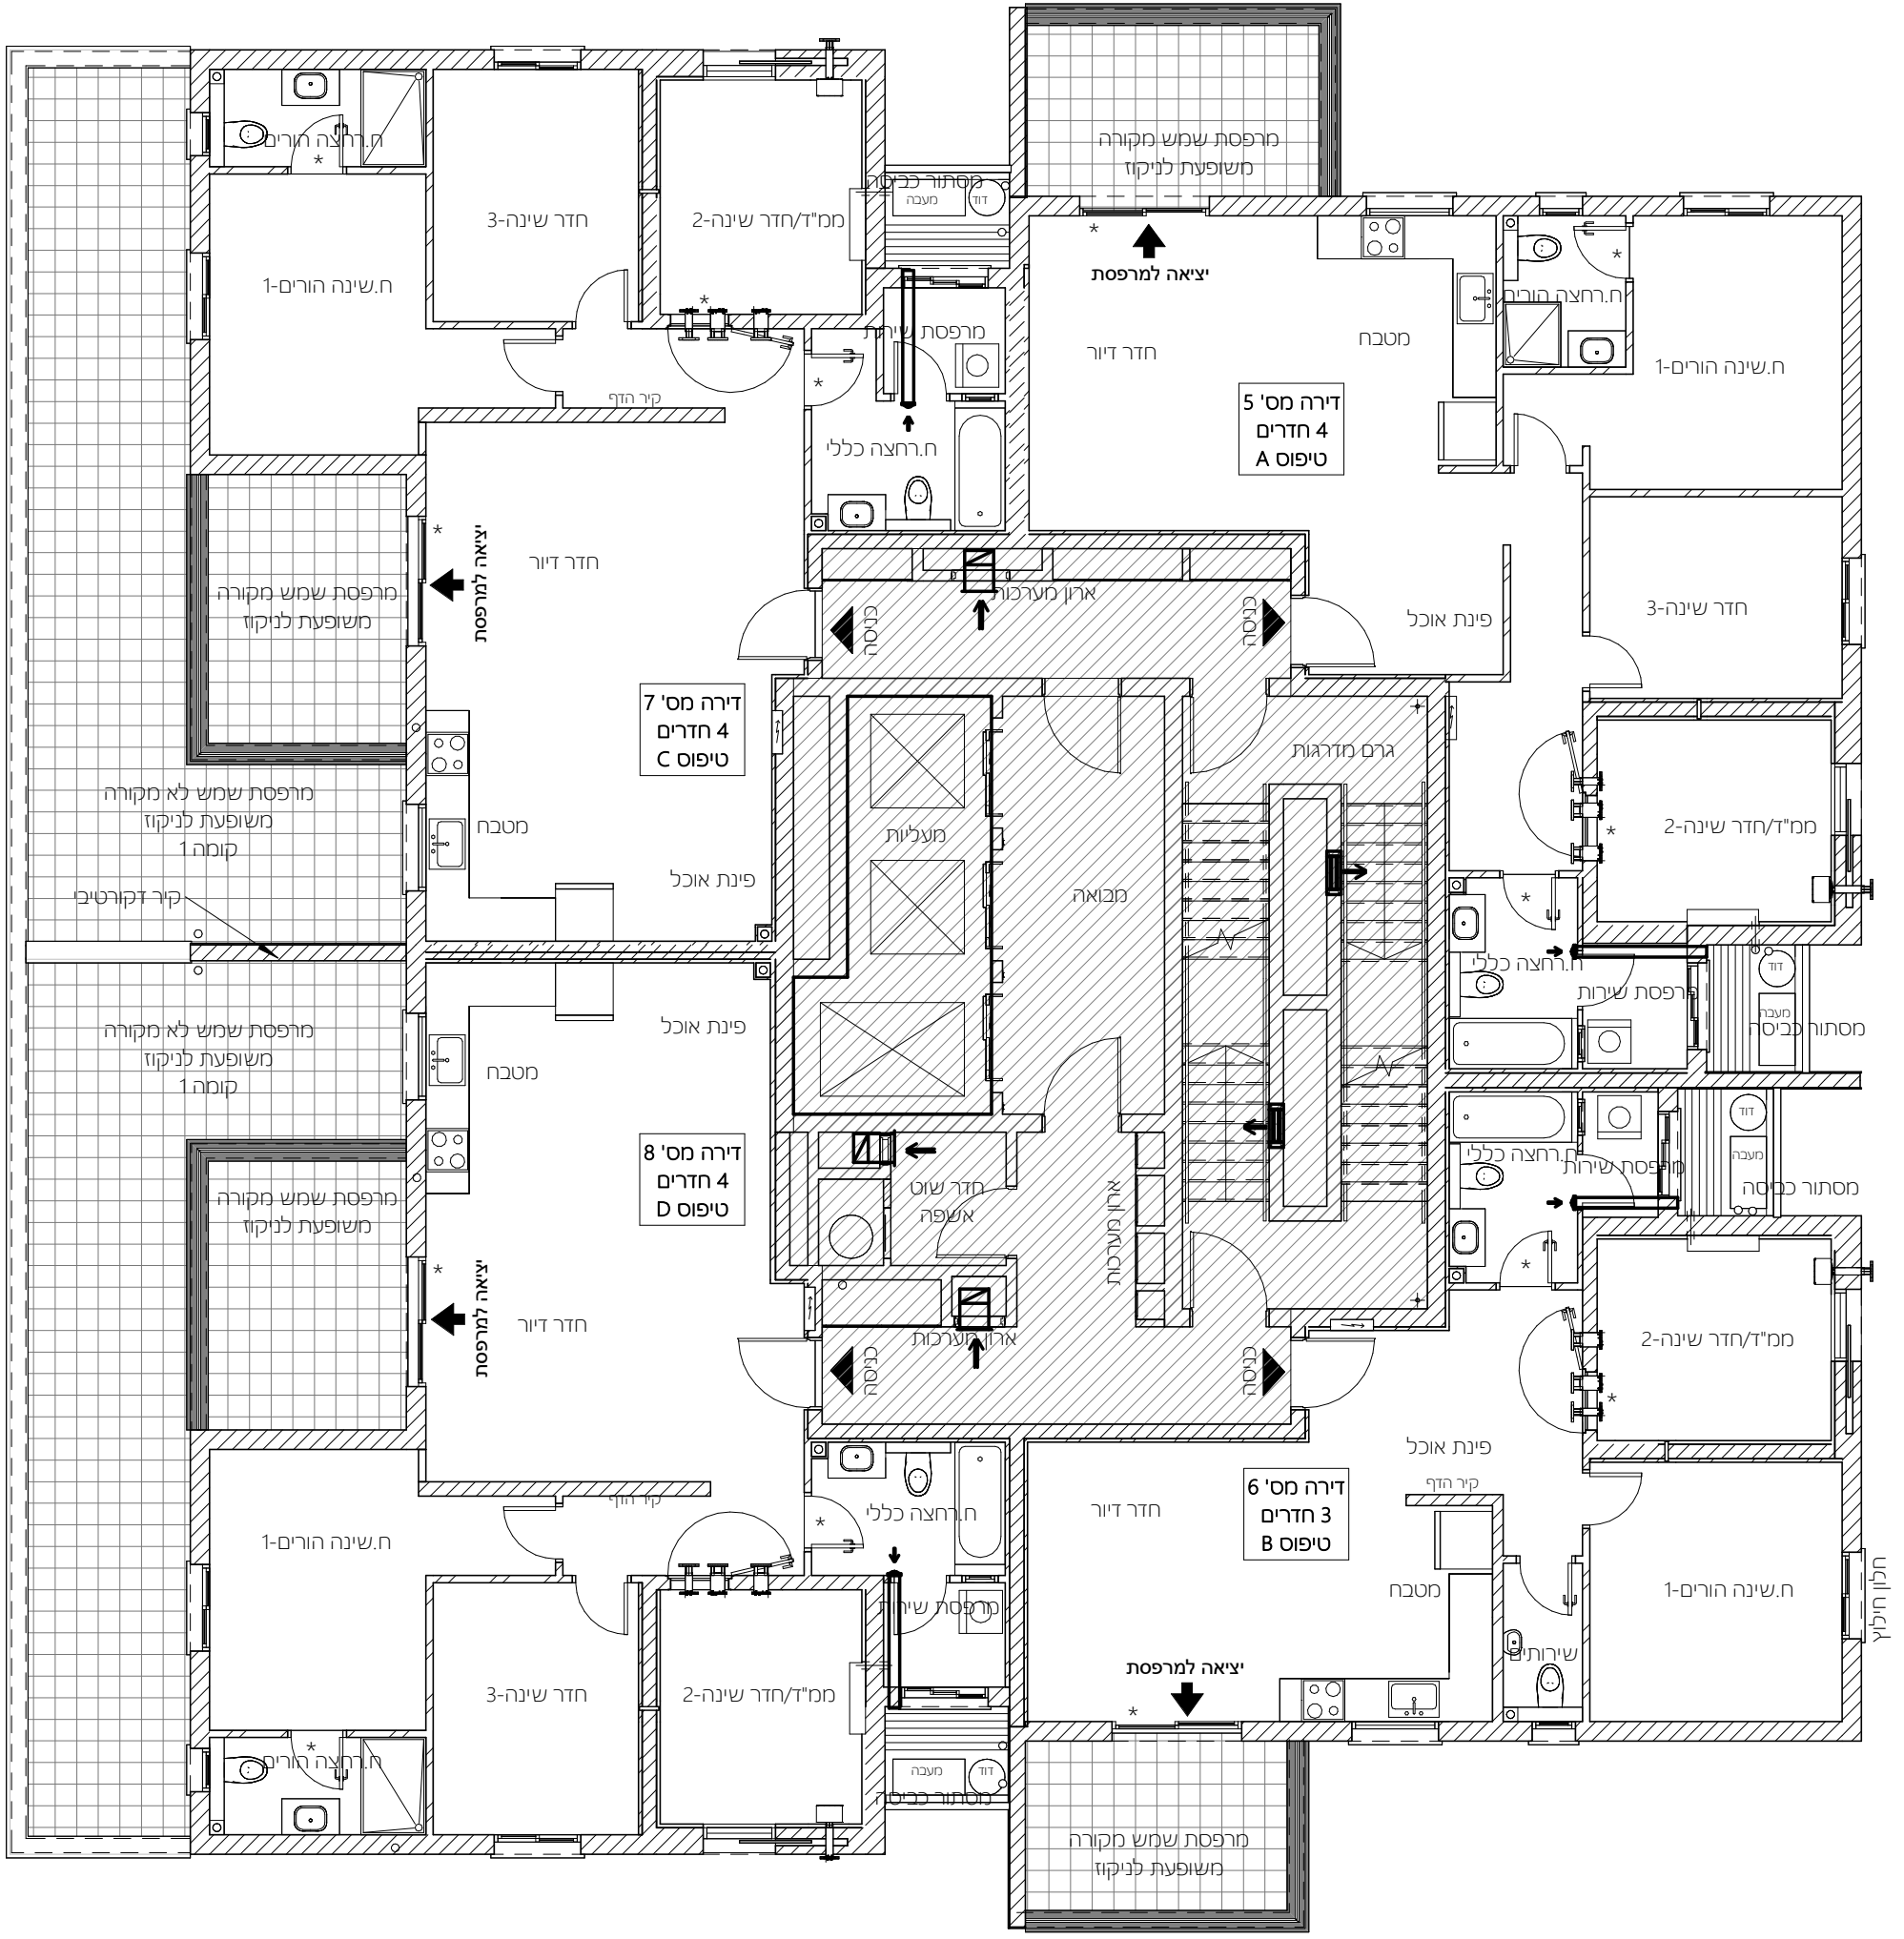 מרפסת שמש מקורה
משופעת לניקוז
ח.רחצה הורים
*
חדר שינה-3
ממ"ד/חדר שינה-2
מסתור כביסה
מעבה
דוד
ח.שינה הורים-1
*
מרפסת שירות
*
קיר הדף
ח.רחצה כללי
*
יציאה למרפסת
חדר דיור
מטבח
*
ח.רחצה הורים
ח.שינה הורים-1
דירה מס' 5
4 חדרים
טיפוס A
חדר שינה-3
פינת אוכל
*
יציאה למרפסת
חדר דיור
מרפסת שמש מקורה
משופעת לניקוז
ארון מערכות
כניסה
כניסה
דירה מס' 7
4 חדרים
טיפוס C
גרם מדרגות
מרפסת שמש לא מקורה
משופעת לניקוז
קומה 1
מטבח
פינת אוכל
מעליות
מבואה
ממ"ד/חדר שינה-2
*
*
קיר דקורטיבי
ח.רחצה כללי
מרפסת שירות
דוד
מעבה
מסתור כביסה
מרפסת שמש לא מקורה
משופעת לניקוז
קומה 1
מטבח
פינת אוכל
דירה מס' 8
4 חדרים
טיפוס D
חדר שוט
אשפה
ארון מערכות
ח.רחצה כללי
מרפסת שירות
דוד
מעבה
מסתור כביסה
מרפסת שמש מקורה
משופעת לניקוז
*
יציאה למרפסת
חדר דיור
ארון מערכות
כניסה
כניסה
*
ממ"ד/חדר שינה-2
*
פינת אוכל
קיר הדף
דירה מס' 6
3 חדרים
טיפוס B
חדר דיור
מטבח
ח.שינה הורים-1
חלון חילוץ
שירותים
ח.שינה הורים-1
קיר הדף
*
ח.רחצה כללי
מרפסת שירות
חדר שינה-3
ממ"ד/חדר שינה-2
יציאה למרפסת
*
*
ח.רחצה הורים
מעבה
דוד
מסתור כביסה
מרפסת שמש מקורה
משופעת לניקוז